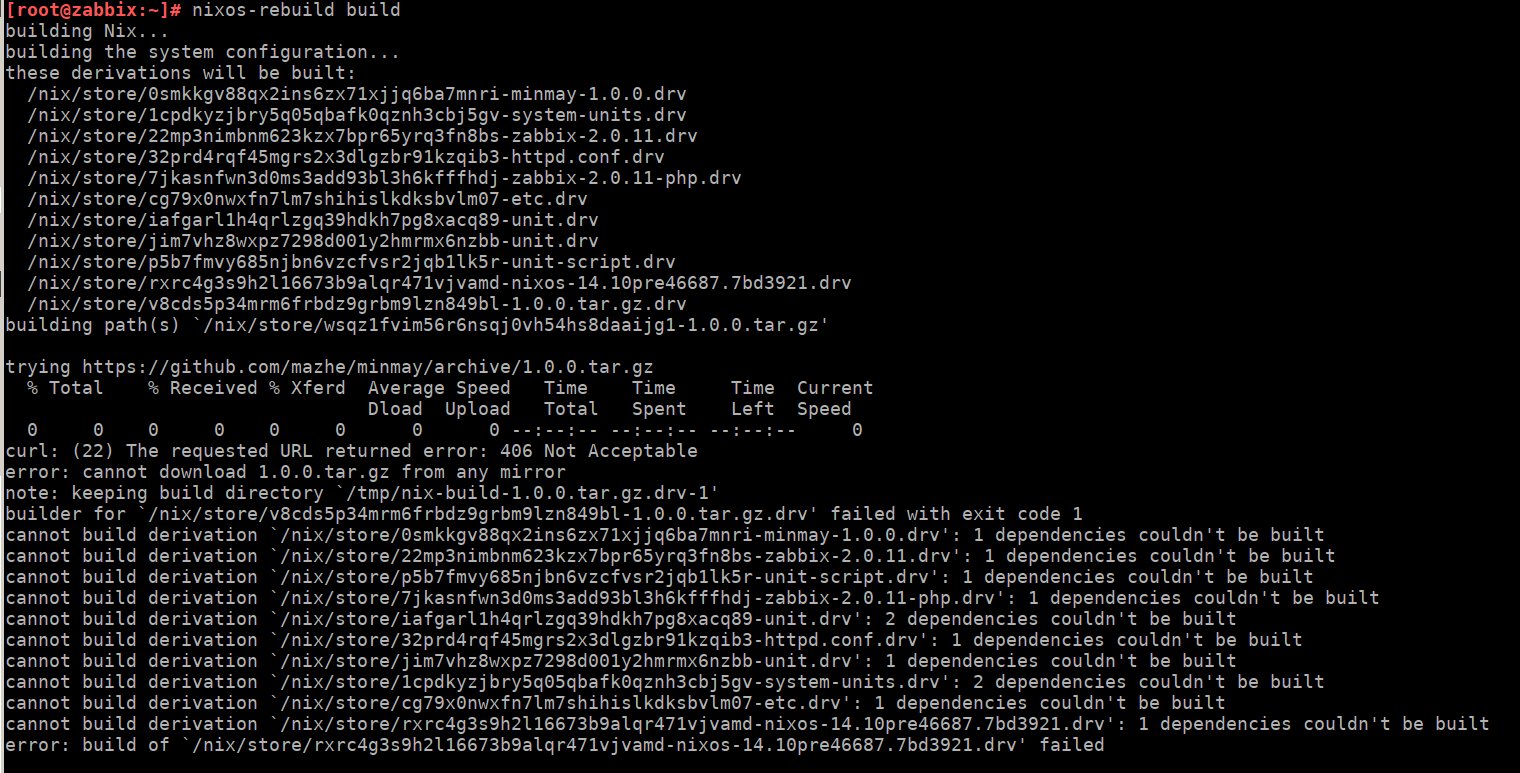 [root@zabbix:~]# nixos-rebuild build
building Nix...
building the system configuration...
these derivations will be built:
  /nix/store/0smkkgv88qx2ins6zx71xjjq6ba7mnri-minmay-1.0.0.drv
  /nix/store/1cpdkyzjbry5q05qbafk0qznh3cbj5gv-system-units.drv
  /nix/store/22mp3nimbnm623kzx7bpr65yrq3fn8bs-zabbix-2.0.11.drv
  /nix/store/32prd4rqf45mgrs2x3dlgzbr91kzqib3-httpd.conf.drv
  /nix/store/7jkasnfwn3d0ms3add93bl3h6kfffhdj-zabbix-2.0.11-php.drv
  /nix/store/cg79x0nwxfn7lm7shihislkdksbvlm07-etc.drv
  /nix/store/iafgarl1h4qrlzgq39hdkh7pg8xacq89-unit.drv
  /nix/store/jim7vhz8wxpz7298d001y2hmrmx6nzbb-unit.drv
  /nix/store/p5b7fmvy685njbn6vzcfvsr2jqb1lk5r-unit-script.drv
  /nix/store/rxrc4g3s9h2l16673b9alqr471vjvamd-nixos-14.10pre46687.7bd3921.drv
  /nix/store/v8cds5p34mrm6frbdz9grbm9lzn849bl-1.0.0.tar.gz.drv
building path(s) `/nix/store/wsqz1fvim56r6nsqj0vh54hs8daaijg1-1.0.0.tar.gz'

trying https://github.com/mazhe/minmay/archive/1.0.0.tar.gz
  % Total    % Received % Xferd  Average Speed   Time    Time     Time  Current
                                 Dload  Upload   Total   Spent    Left  Speed
  0     0    0     0    0     0      0      0 --:--:-- --:--:-- --:--:--     0
curl: (22) The requested URL returned error: 406 Not Acceptable
error: cannot download 1.0.0.tar.gz from any mirror
note: keeping build directory `/tmp/nix-build-1.0.0.tar.gz.drv-1'
builder for `/nix/store/v8cds5p34mrm6frbdz9grbm9lzn849bl-1.0.0.tar.gz.drv' failed with exit code 1
cannot build derivation `/nix/store/0smkkgv88qx2ins6zx71xjjq6ba7mnri-minmay-1.0.0.drv': 1 dependencies couldn't be built
cannot build derivation `/nix/store/22mp3nimbnm623kzx7bpr65yrq3fn8bs-zabbix-2.0.11.drv': 1 dependencies couldn't be built
cannot build derivation `/nix/store/p5b7fmvy685njbn6vzcfvsr2jqb1lk5r-unit-script.drv': 1 dependencies couldn't be built
cannot build derivation `/nix/store/7jkasnfwn3d0ms3add93bl3h6kfffhdj-zabbix-2.0.11-php.drv': 1 dependencies couldn't be built
cannot build derivation `/nix/store/iafgarl1h4qrlzgq39hdkh7pg8xacq89-unit.drv': 2 dependencies couldn't be built
cannot build derivation `/nix/store/32prd4rqf45mgrs2x3dlgzbr91kzqib3-httpd.conf.drv': 1 dependencies couldn't be built
cannot build derivation `/nix/store/jim7vhz8wxpz7298d001y2hmrmx6nzbb-unit.drv': 1 dependencies couldn't be built
cannot build derivation `/nix/store/1cpdkyzjbry5q05qbafk0qznh3cbj5gv-system-units.drv': 2 dependencies couldn't be built
cannot build derivation `/nix/store/cg79x0nwxfn7lm7shihislkdksbvlm07-etc.drv': 1 dependencies couldn't be built
cannot build derivation `/nix/store/rxrc4g3s9h2l16673b9alqr471vjvamd-nixos-14.10pre46687.7bd3921.drv': 1 dependencies couldn't be built
error: build of `/nix/store/rxrc4g3s9h2l16673b9alqr471vjvamd-nixos-14.10pre46687.7bd3921.drv' failed